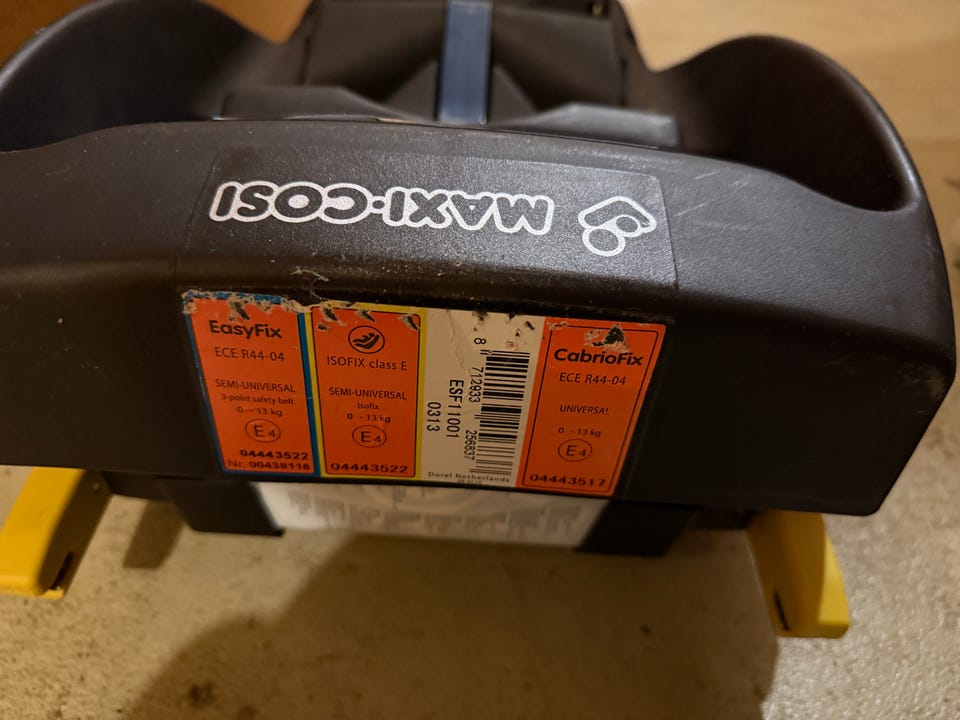 MAXI-COSI
EasyFix
ECE R44-04
SEMI-UNIVERSAL
3-point safety belt
0 - 13 kg
E4
04443522
Nr. 00438116
ISOFIX class E
SEMI-UNIVERSAL
Isofix
0 - 13 kg
E4
04443522
8 712933 256837
ESF11001
0313
Dorel Netherlands
CabrioFix
ECE R44-04
UNIVERSAL
0 - 13 kg
E4
04443517